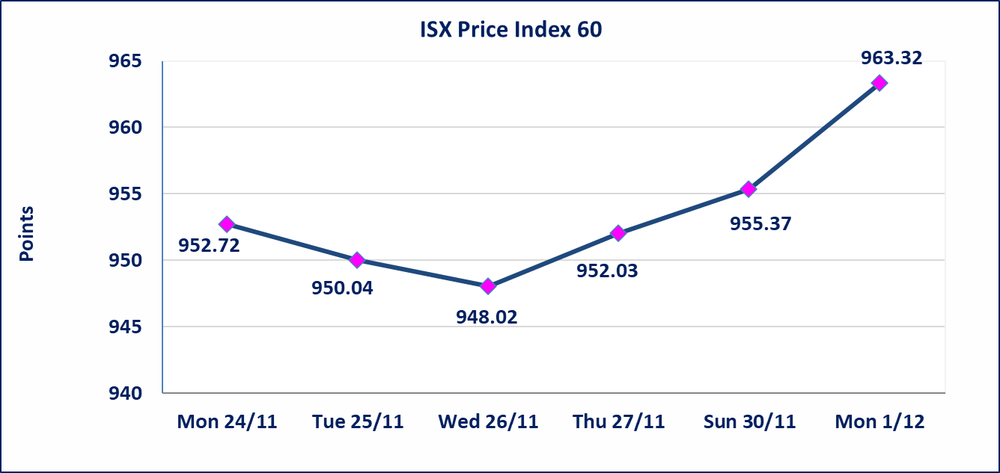 ISX Price Index 60
965
960
955
950
945
940
Points
952.72
950.04
948.02
952.03
955.37
963.32
Mon 24/11
Tue 25/11
Wed 26/11
Thu 27/11
Sun 30/11
Mon 1/12